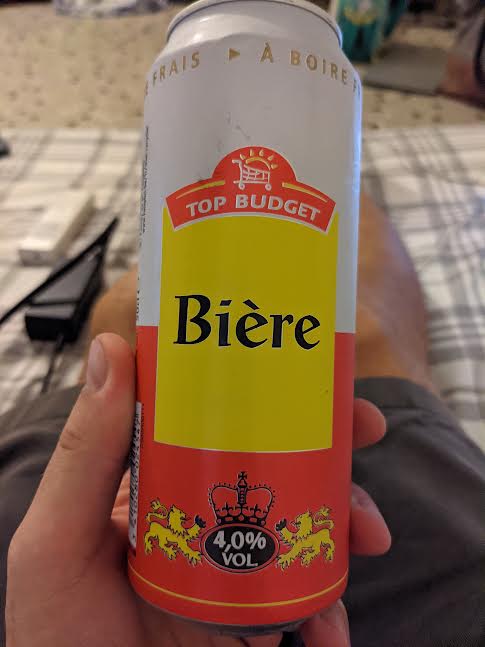 FRAIS ▸ À BOIRE
TOP BUDGET
Bière
4,0%
VOL.